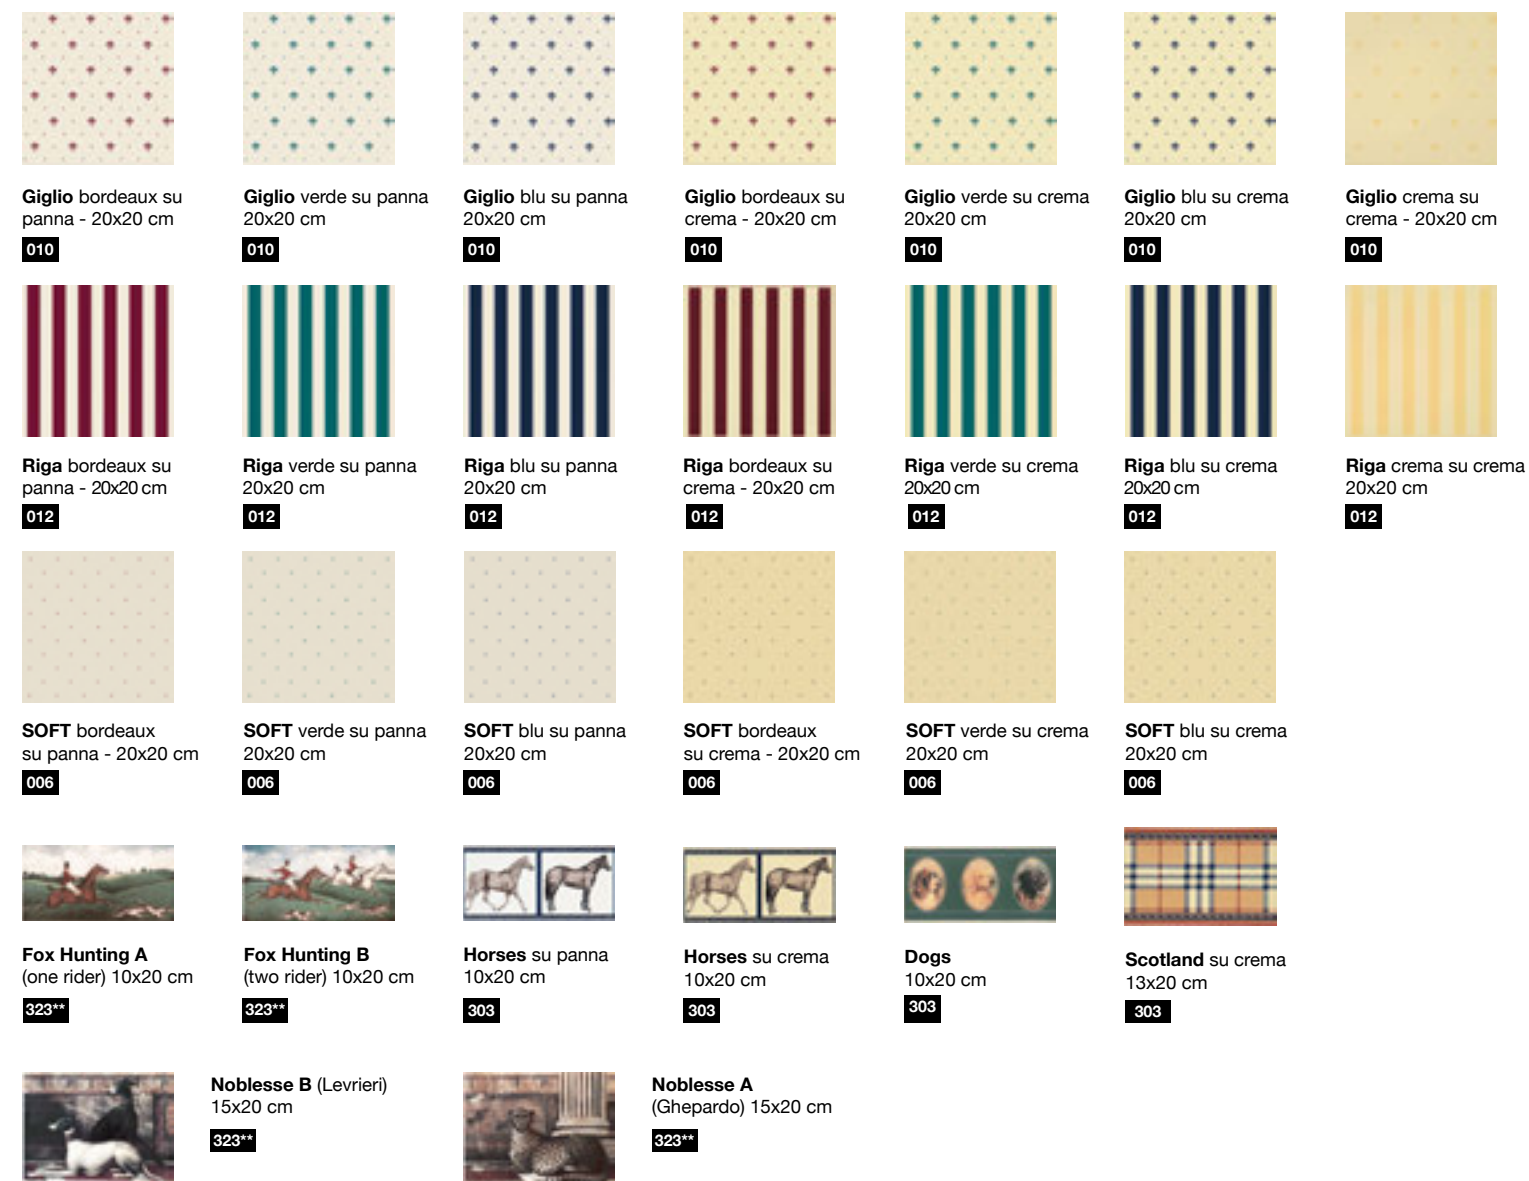 Giglio bordeaux su
panna - 20x20 cm
010
Giglio verde su panna
20x20 cm
010
Giglio blu su panna
20x20 cm
010
Giglio bordeaux su
crema - 20x20 cm
010
Giglio verde su crema
20x20 cm
010
Giglio blu su crema
20x20 cm
010
Giglio crema su
crema - 20x20 cm
010
Riga bordeaux su
panna - 20x20 cm
012
Riga verde su panna
20x20 cm
012
Riga blu su panna
20x20 cm
012
Riga bordeaux su
crema - 20x20 cm
012
Riga verde su crema
20x20 cm
012
Riga blu su crema
20x20 cm
012
Riga crema su crema
20x20 cm
012
SOFT bordeaux
su panna - 20x20 cm
006
SOFT verde su panna
20x20 cm
006
SOFT blu su panna
20x20 cm
006
SOFT bordeaux
su crema - 20x20 cm
006
SOFT verde su crema
20x20 cm
006
SOFT blu su crema
20x20 cm
006
Fox Hunting A
(one rider) 10x20 cm
323**
Fox Hunting B
(two rider) 10x20 cm
323**
Horses su panna
10x20 cm
303
Horses su crema
10x20 cm
303
Dogs
10x20 cm
303
Scotland su crema
13x20 cm
303
Noblesse B (Levrieri)
15x20 cm
323**
Noblesse A
(Ghepardo) 15x20 cm
323**